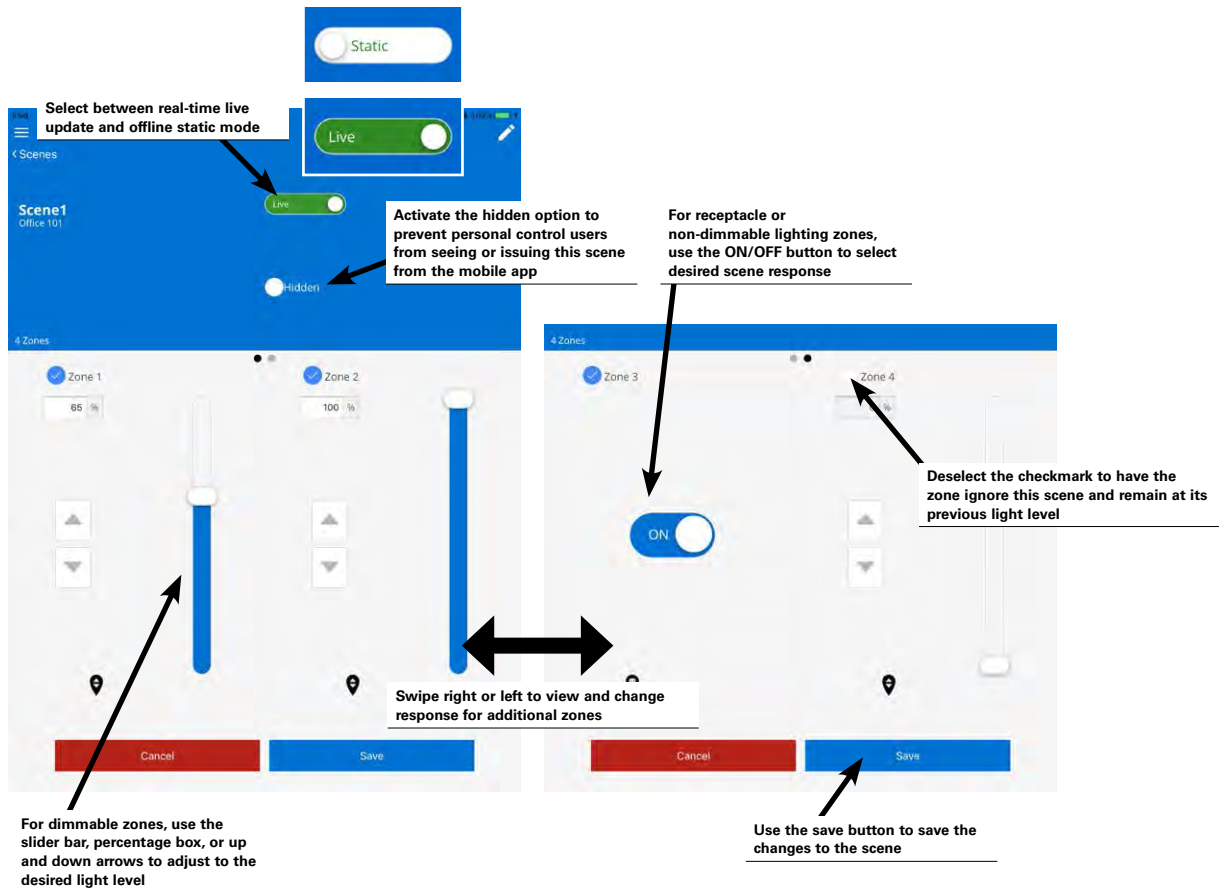 Static
Select between real-time live
update and offline static mode
Live
100%
< Scenes
Scene1
Office 101
Live
Activate the hidden option to
prevent personal control users
from seeing or issuing this scene
from the mobile app
For receptacle or
non-dimmable lighting zones,
use the ON/OFF button to select
desired scene response
Hidden
4 Zones
Zone 1
65 %
Zone 2
100 %
4 Zones
Zone 3
Zone 4
%
Deselect the checkmark to have the
zone ignore this scene and remain at its
previous light level
ON
Swipe right or left to view and change
response for additional zones
Cancel
Save
Cancel
Save
For dimmable zones, use the
slider bar, percentage box, or up
and down arrows to adjust to the
desired light level
Use the save button to save the
changes to the scene